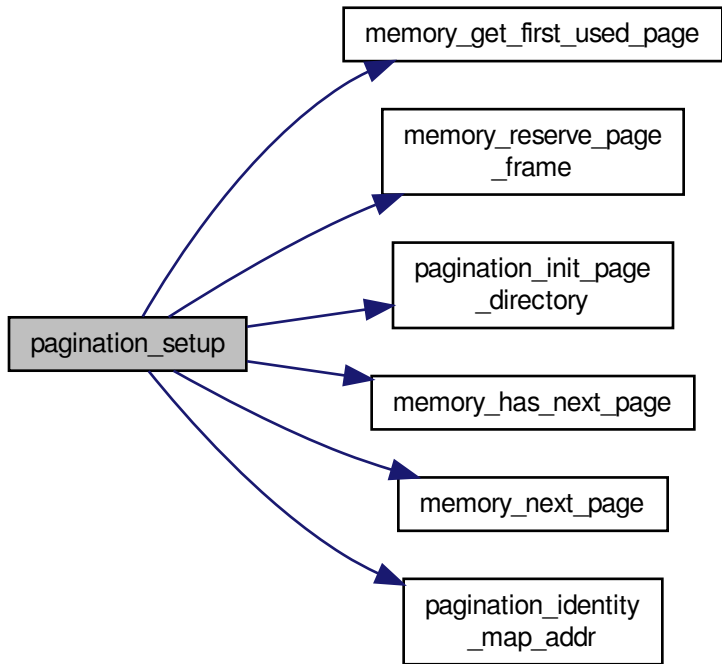 memory_get_first_used_page
memory_reserve_page
_frame
pagination_init_page
_directory
pagination_setup
memory_has_next_page
memory_next_page
pagination_identity
_map_addr